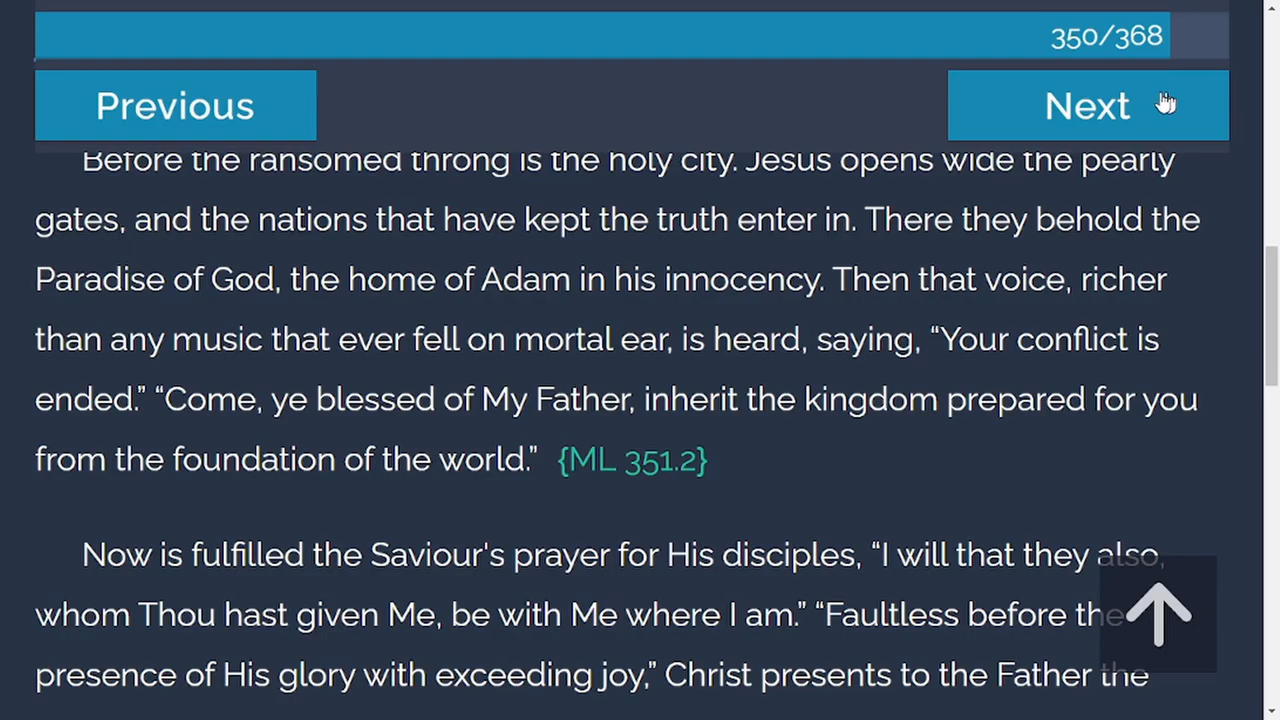 350/368
Previous
Next
Before the ransomed throng is the holy city. Jesus opens wide the pearly
gates, and the nations that have kept the truth enter in. There they behold the
Paradise of God, the home of Adam in his innocency. Then that voice, richer
than any music that ever fell on mortal ear, is heard, saying, “Your conflict is
ended.” “Come, ye blessed of My Father, inherit the kingdom prepared for you
from the foundation of the world.” {ML 351.2}
Now is fulfilled the Saviour's prayer for His disciples, “I will that they also,
whom Thou hast given Me, be with Me where I am.” “Faultless before the
presence of His glory with exceeding joy,” Christ presents to the Father the